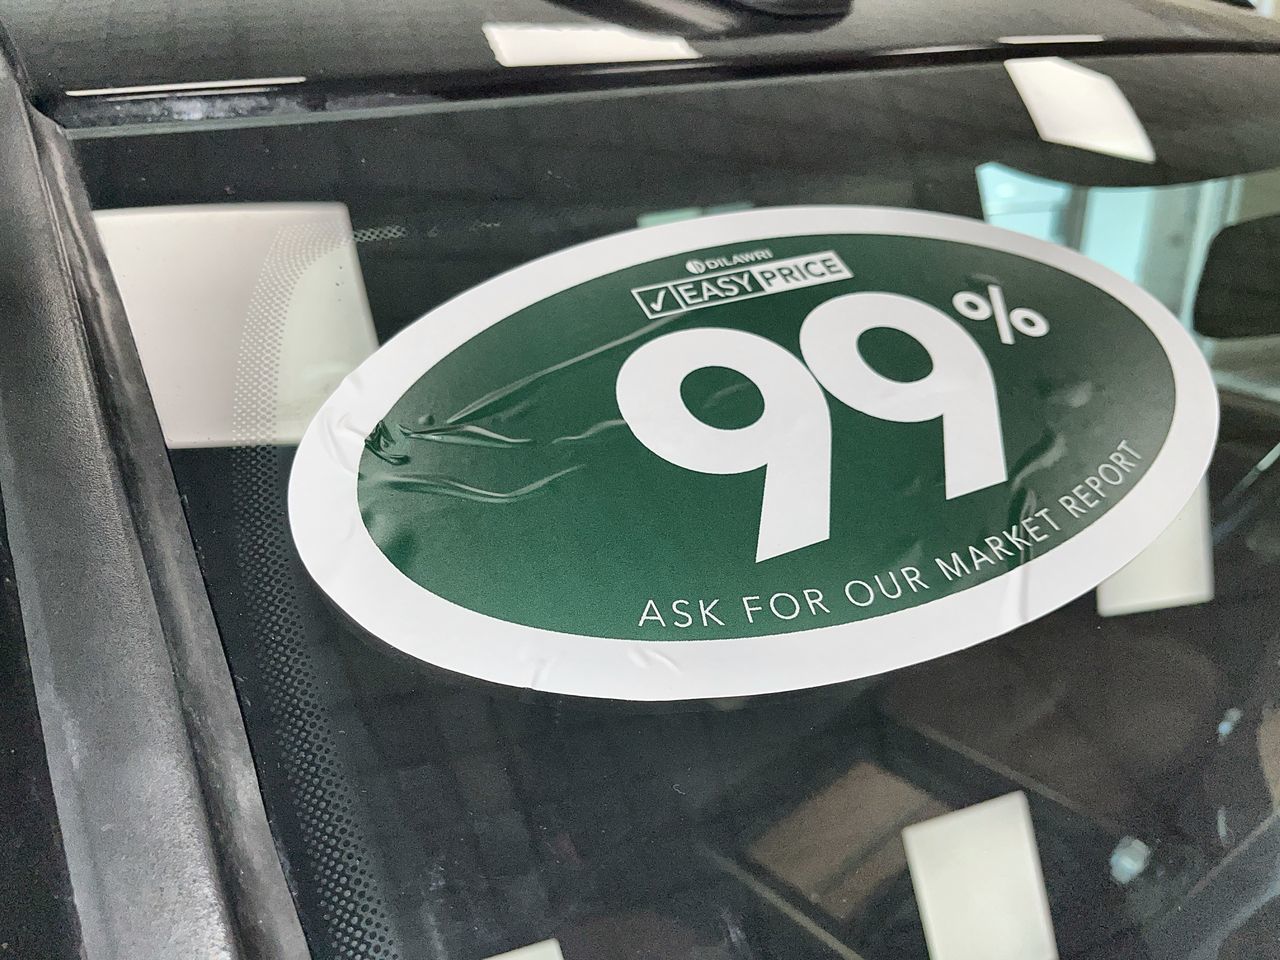 DILAWRI
✓ EASY PRICE
99%
ASK FOR OUR MARKET REPORT